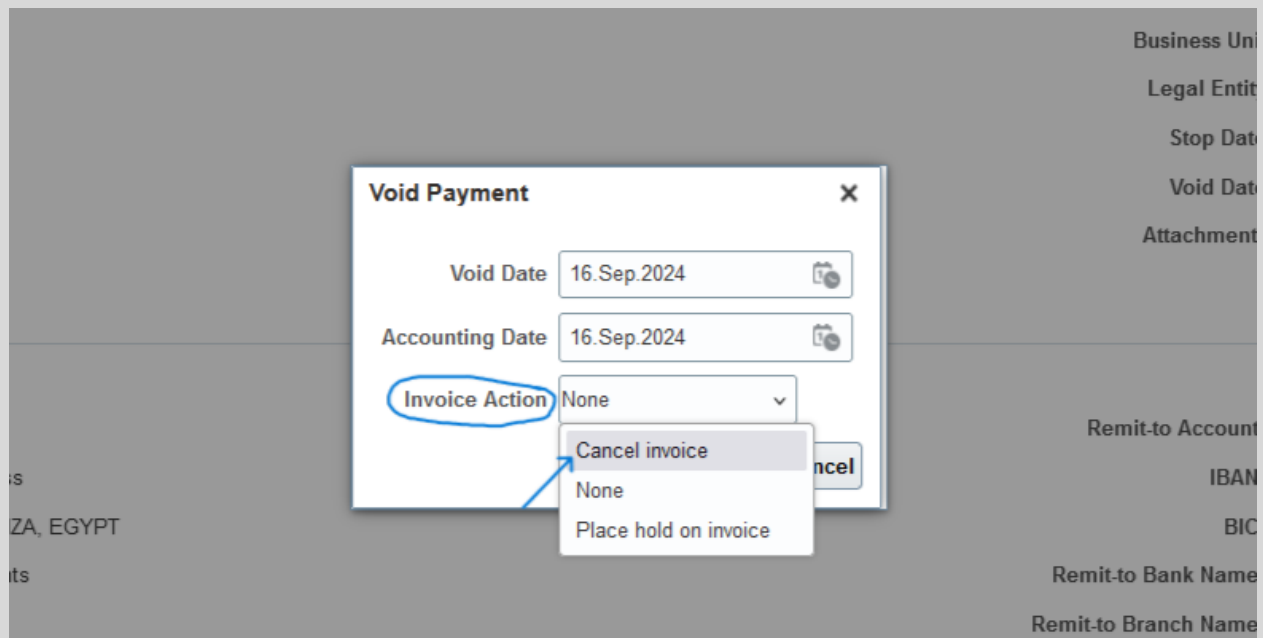 Business Uni
Legal Entit
Stop Dat
Void Dat
Attachment
Void Payment
Void Date 16.Sep.2024
Accounting Date 16.Sep.2024
Invoice Action None
Cancel invoice
None
Place hold on invoice
ncel
ss
ZA, EGYPT
nts
Remit-to Account
IBAN
BIC
Remit-to Bank Name
Remit-to Branch Name